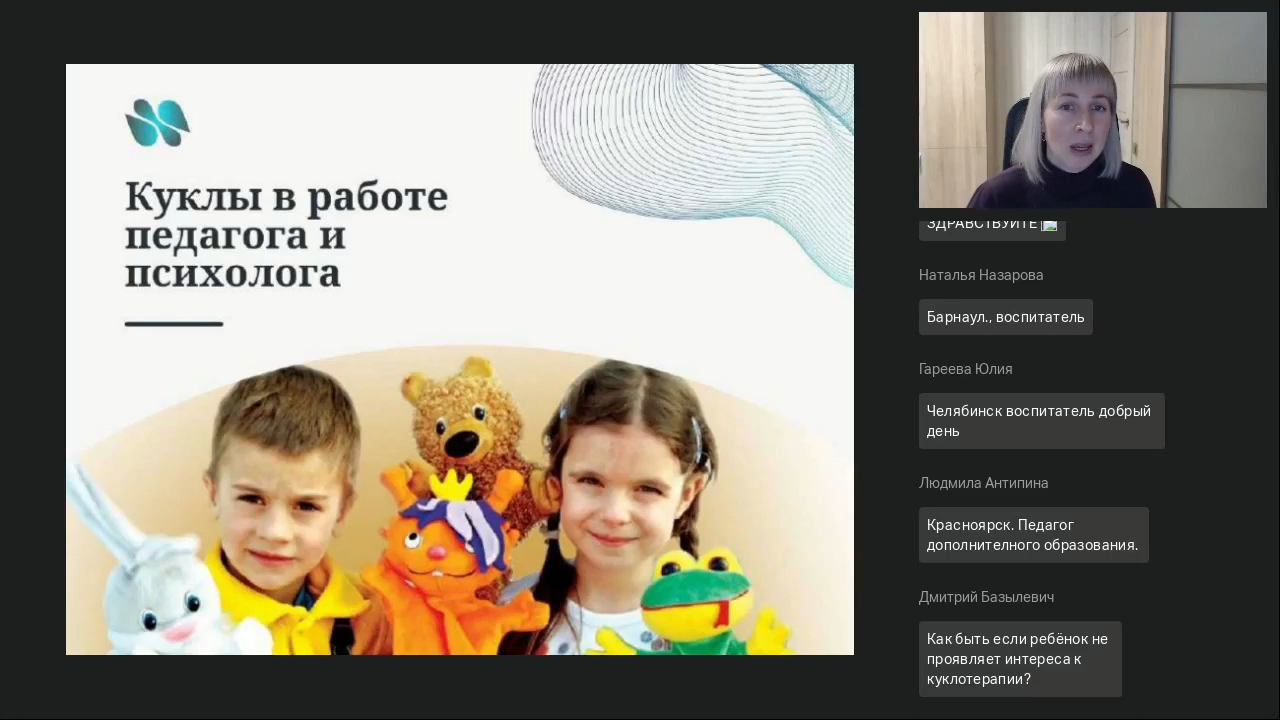 Куклы в работе
педагога и
психолога
ЗДРАВСТВУЙТЕ
Наталья Назарова
Барнаул., воспитатель
Гареева Юлия
Челябинск воспитатель добрый
день
Людмила Антипина
Красноярск. Педагог
дополнителного образования.
Дмитрий Базылевич
Как быть если ребёнок не
проявляет интереса к
куклотерапии?